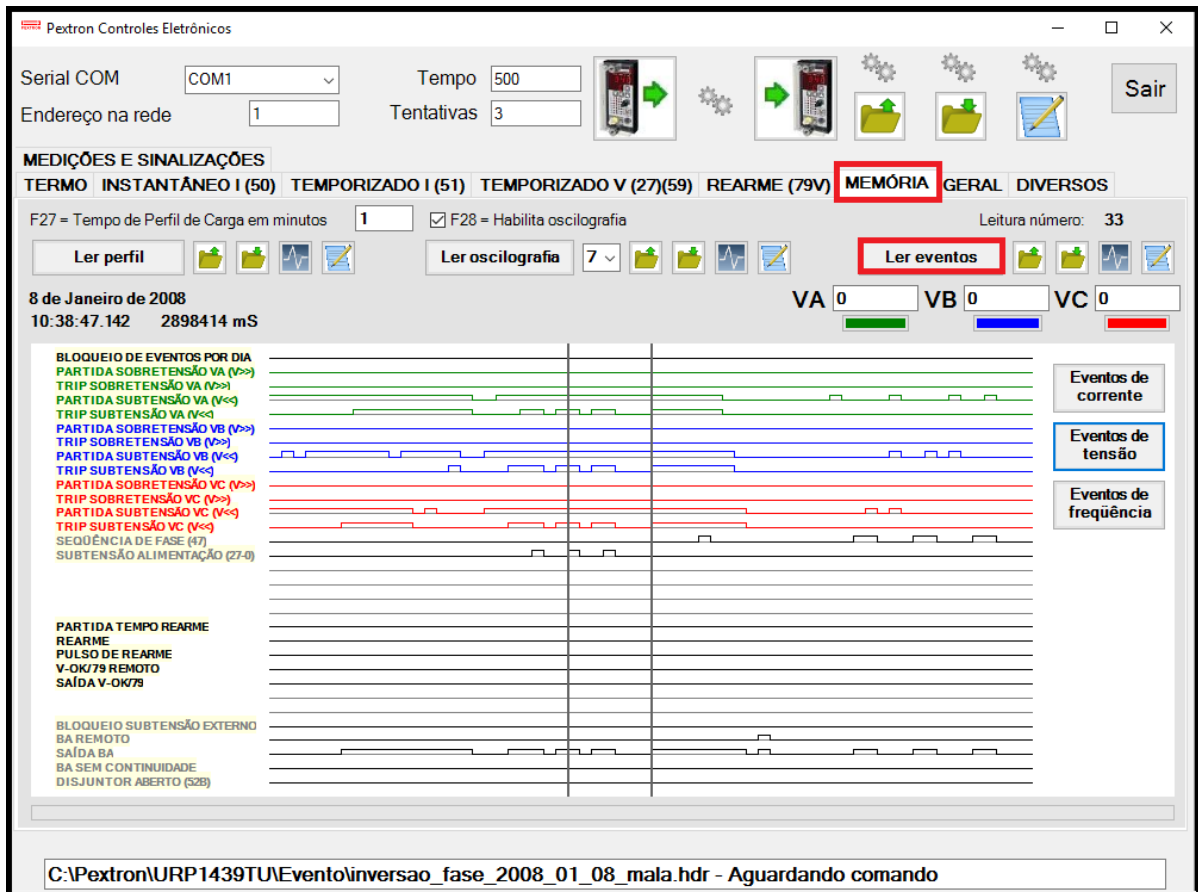 Pextron Controles Eletrônicos
Serial COM COM1 Tempo 500
Endereço na rede 1 Tentativas 3
Sair
MEDIÇÕES E SINALIZAÇÕES
TERMO INSTANTÂNEO I (50) TEMPORIZADO I (51) TEMPORIZADO V (27)(59) REARME (79V) MEMÓRIA GERAL DIVERSOS
F27 = Tempo de Perfil de Carga em minutos 1 F28 = Habilita oscilografia Leitura número: 33
Ler perfil Ler oscilografia 7 Ler eventos
8 de Janeiro de 2008
10:38:47.142 2898414 mS
VA 0 VB 0 VC 0
BLOQUEIO DE EVENTOS POR DIA
PARTIDA SOBRETENSÃO VA (V>>)
TRIP SOBRETENSÃO VA (V>>)
PARTIDA SUBTENSÃO VA (V<<)
TRIP SUBTENSÃO VA (V<<)
PARTIDA SOBRETENSÃO VB (V>>)
TRIP SOBRETENSÃO VB (V>>)
PARTIDA SUBTENSÃO VB (V<<)
TRIP SUBTENSÃO VB (V<<)
PARTIDA SOBRETENSÃO VC (V>>)
TRIP SOBRETENSÃO VC (V>>)
PARTIDA SUBTENSÃO VC (V<<)
TRIP SUBTENSÃO VC (V<<)
SEQÜÊNCIA DE FASE (47)
SUBTENSÃO ALIMENTAÇÃO (27-0)
PARTIDA TEMPO REARME
REARME
PULSO DE REARME
V-OK/79 REMOTO
SAÍDA V-OK/79
BLOQUEIO SUBTENSÃO EXTERNO
BA REMOTO
SAÍDA BA
BA SEM CONTINUIDADE
DISJUNTOR ABERTO (52B)
Eventos de
corrente
Eventos de
tensão
Eventos de
freqüência
C:\Pextron\URP1439TU\Evento\inversao_fase_2008_01_08_mala.hdr - Aguardando comando